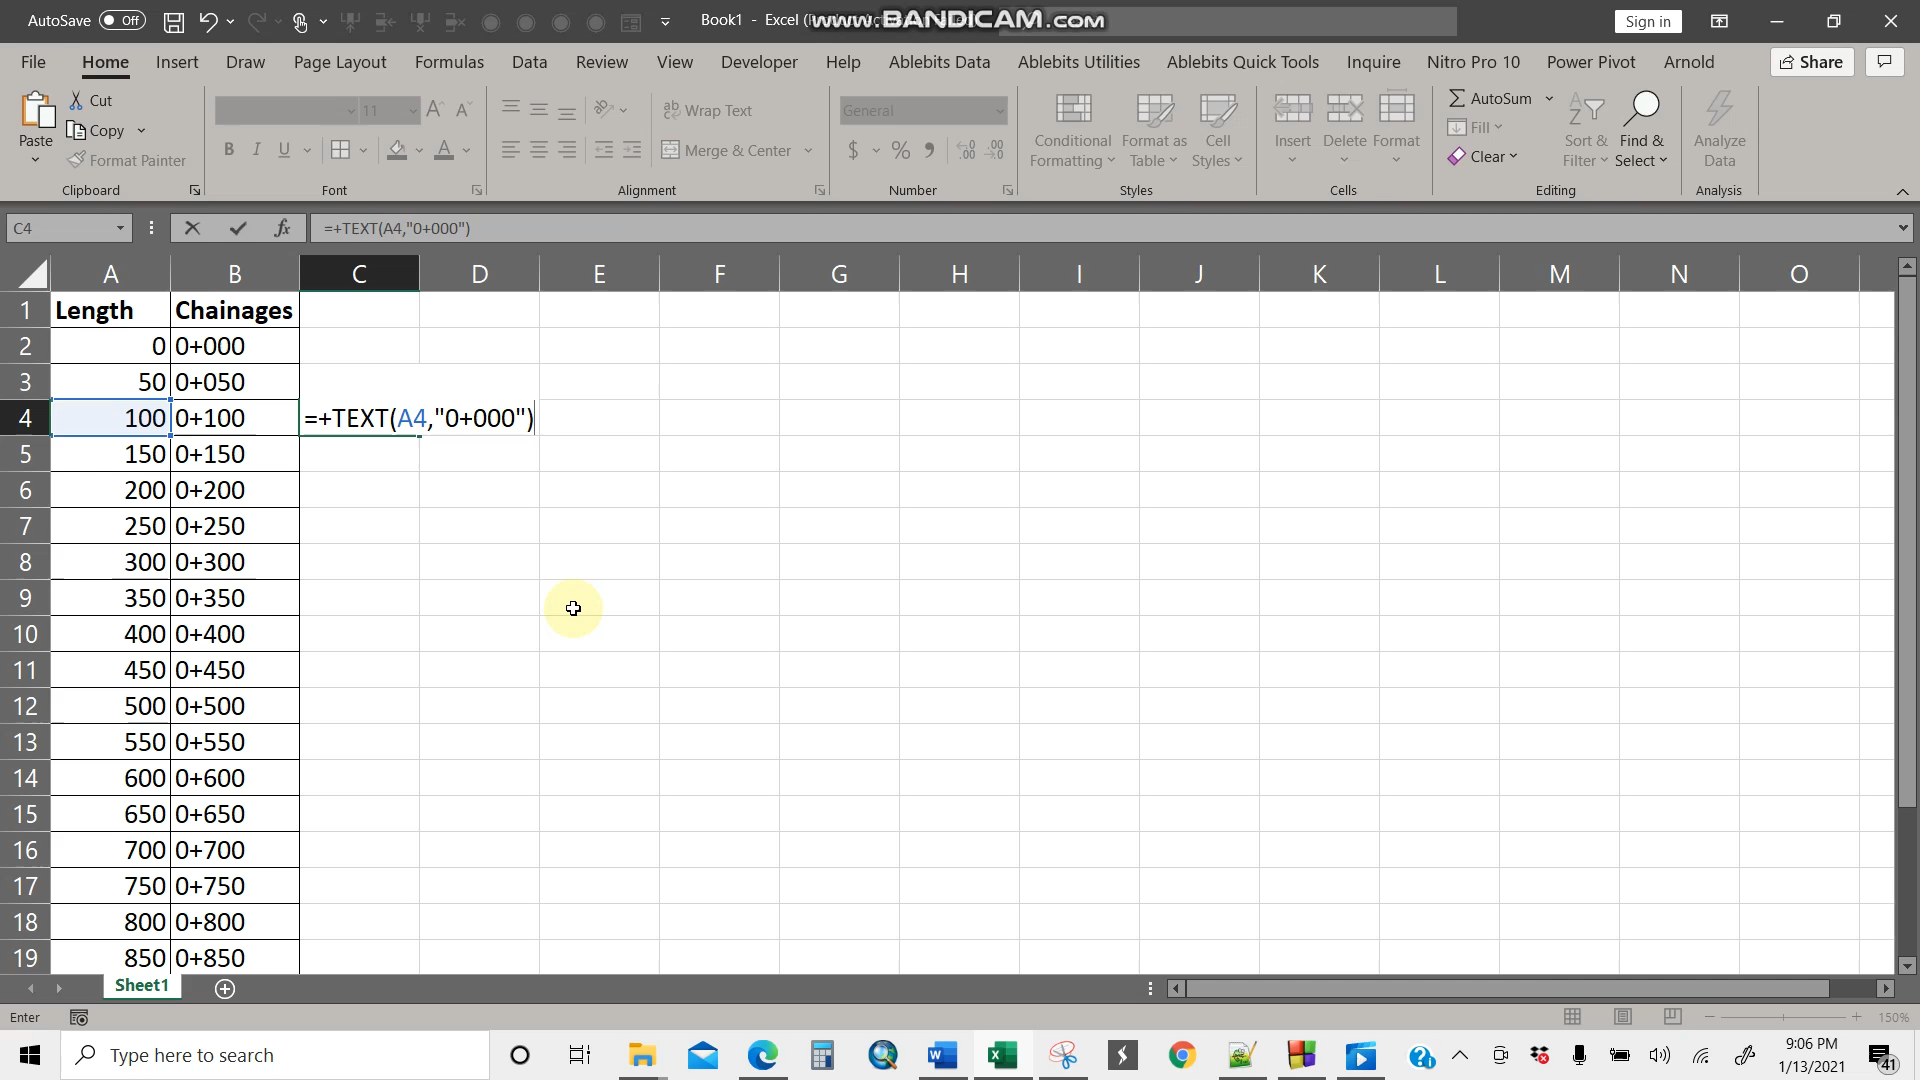 AutoSave Off Book1 - Excel ( www.BANDICAM.com Sign in
File Home Insert Draw Page Layout Formulas Data Review View Developer Help Ablebits Data Ablebits Utilities Ablebits Quick Tools Inquire Nitro Pro 10 Power Pivot Arnold Share
Paste Cut Copy Format Painter
11 A A Wrap Text General
B I U A Merge & Center $ % 9
Conditional Formatting Format as Table Cell Styles Insert Delete Format
AutoSum Fill Clear Sort & Filter Find & Select Analyze Data
Clipboard Font Alignment Number Styles Cells Editing Analysis
C4 fx =+TEXT(A4,"0+000")
A B C D E F G H I J K L M N O
1 Length Chainages
2 0 0+000
3 50 0+050
4 100 0+100 =+TEXT(A4,"0+000")
5 150 0+150
6 200 0+200
7 250 0+250
8 300 0+300
9 350 0+350
10 400 0+400
11 450 0+450
12 500 0+500
13 550 0+550
14 600 0+600
15 650 0+650
16 700 0+700
17 750 0+750
18 800 0+800
19 850 0+850
Sheet1
Enter 150%
Type here to search
9:06 PM
1/13/2021 41